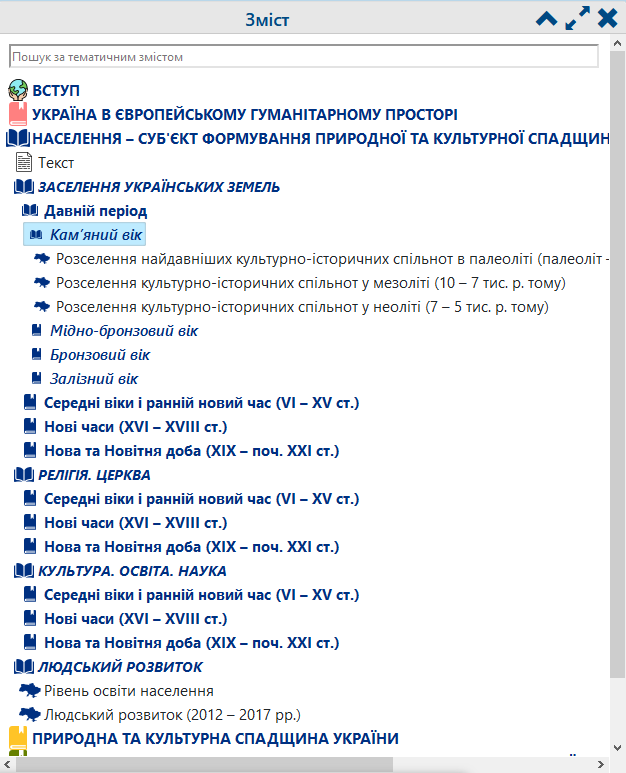 Зміст
Пошук за тематичним змістом
ВСТУП
УКРАЇНА В ЄВРОПЕЙСЬКОМУ ГУМАНІТАРНОМУ ПРОСТОРІ
НАСЕЛЕННЯ – СУБ'ЄКТ ФОРМУВАННЯ ПРИРОДНОЇ ТА КУЛЬТУРНОЇ СПАДЩИН
Текст
ЗАСЕЛЕННЯ УКРАЇНСЬКИХ ЗЕМЕЛЬ
Давній період
Кам’яний вік
Розселення найдавніших культурно-історичних спільнот в палеоліті (палеоліт -
Розселення культурно-історичних спільнот у мезоліті (10 – 7 тис. р. тому)
Розселення культурно-історичних спільнот у неоліті (7 – 5 тис. р. тому)
Мідно-бронзовий вік
Бронзовий вік
Залізний вік
Середні віки і ранній новий час (VI – XV ст.)
Нові часи (XVI – XVIII ст.)
Нова та Новітня доба (XIX – поч. XXI ст.)
РЕЛІГІЯ. ЦЕРКВА
Середні віки і ранній новий час (VI – XV ст.)
Нові часи (XVI – XVIII ст.)
Нова та Новітня доба (XIX – поч. XXI ст.)
КУЛЬТУРА. ОСВІТА. НАУКА
Середні віки і ранній новий час (VI – XV ст.)
Нові часи (XVI – XVIII ст.)
Нова та Новітня доба (XIX – поч. XXI ст.)
ЛЮДСЬКИЙ РОЗВИТОК
Рівень освіти населення
Людський розвиток (2012 – 2017 рр.)
ПРИРОДНА ТА КУЛЬТУРНА СПАДЩИНА УКРАЇНИ